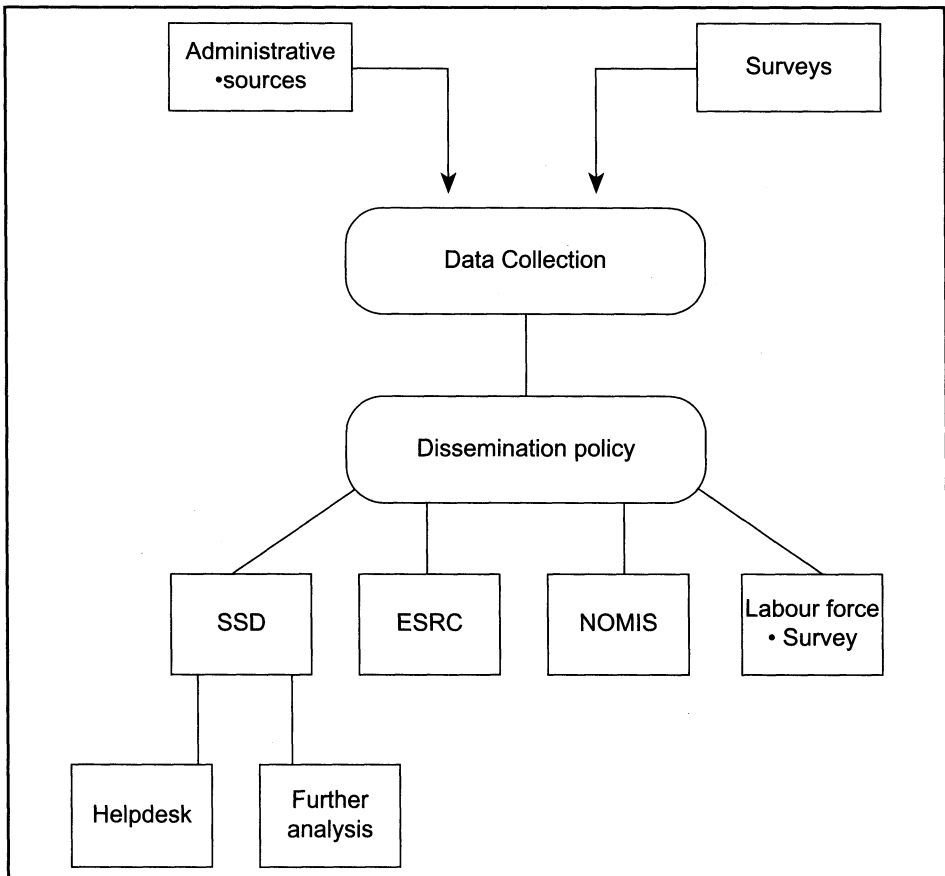 Administrative
•sources
Surveys
Data Collection
Dissemination policy
SSD
ESRC
NOMIS
Labour force
• Survey
Helpdesk
Further
analysis